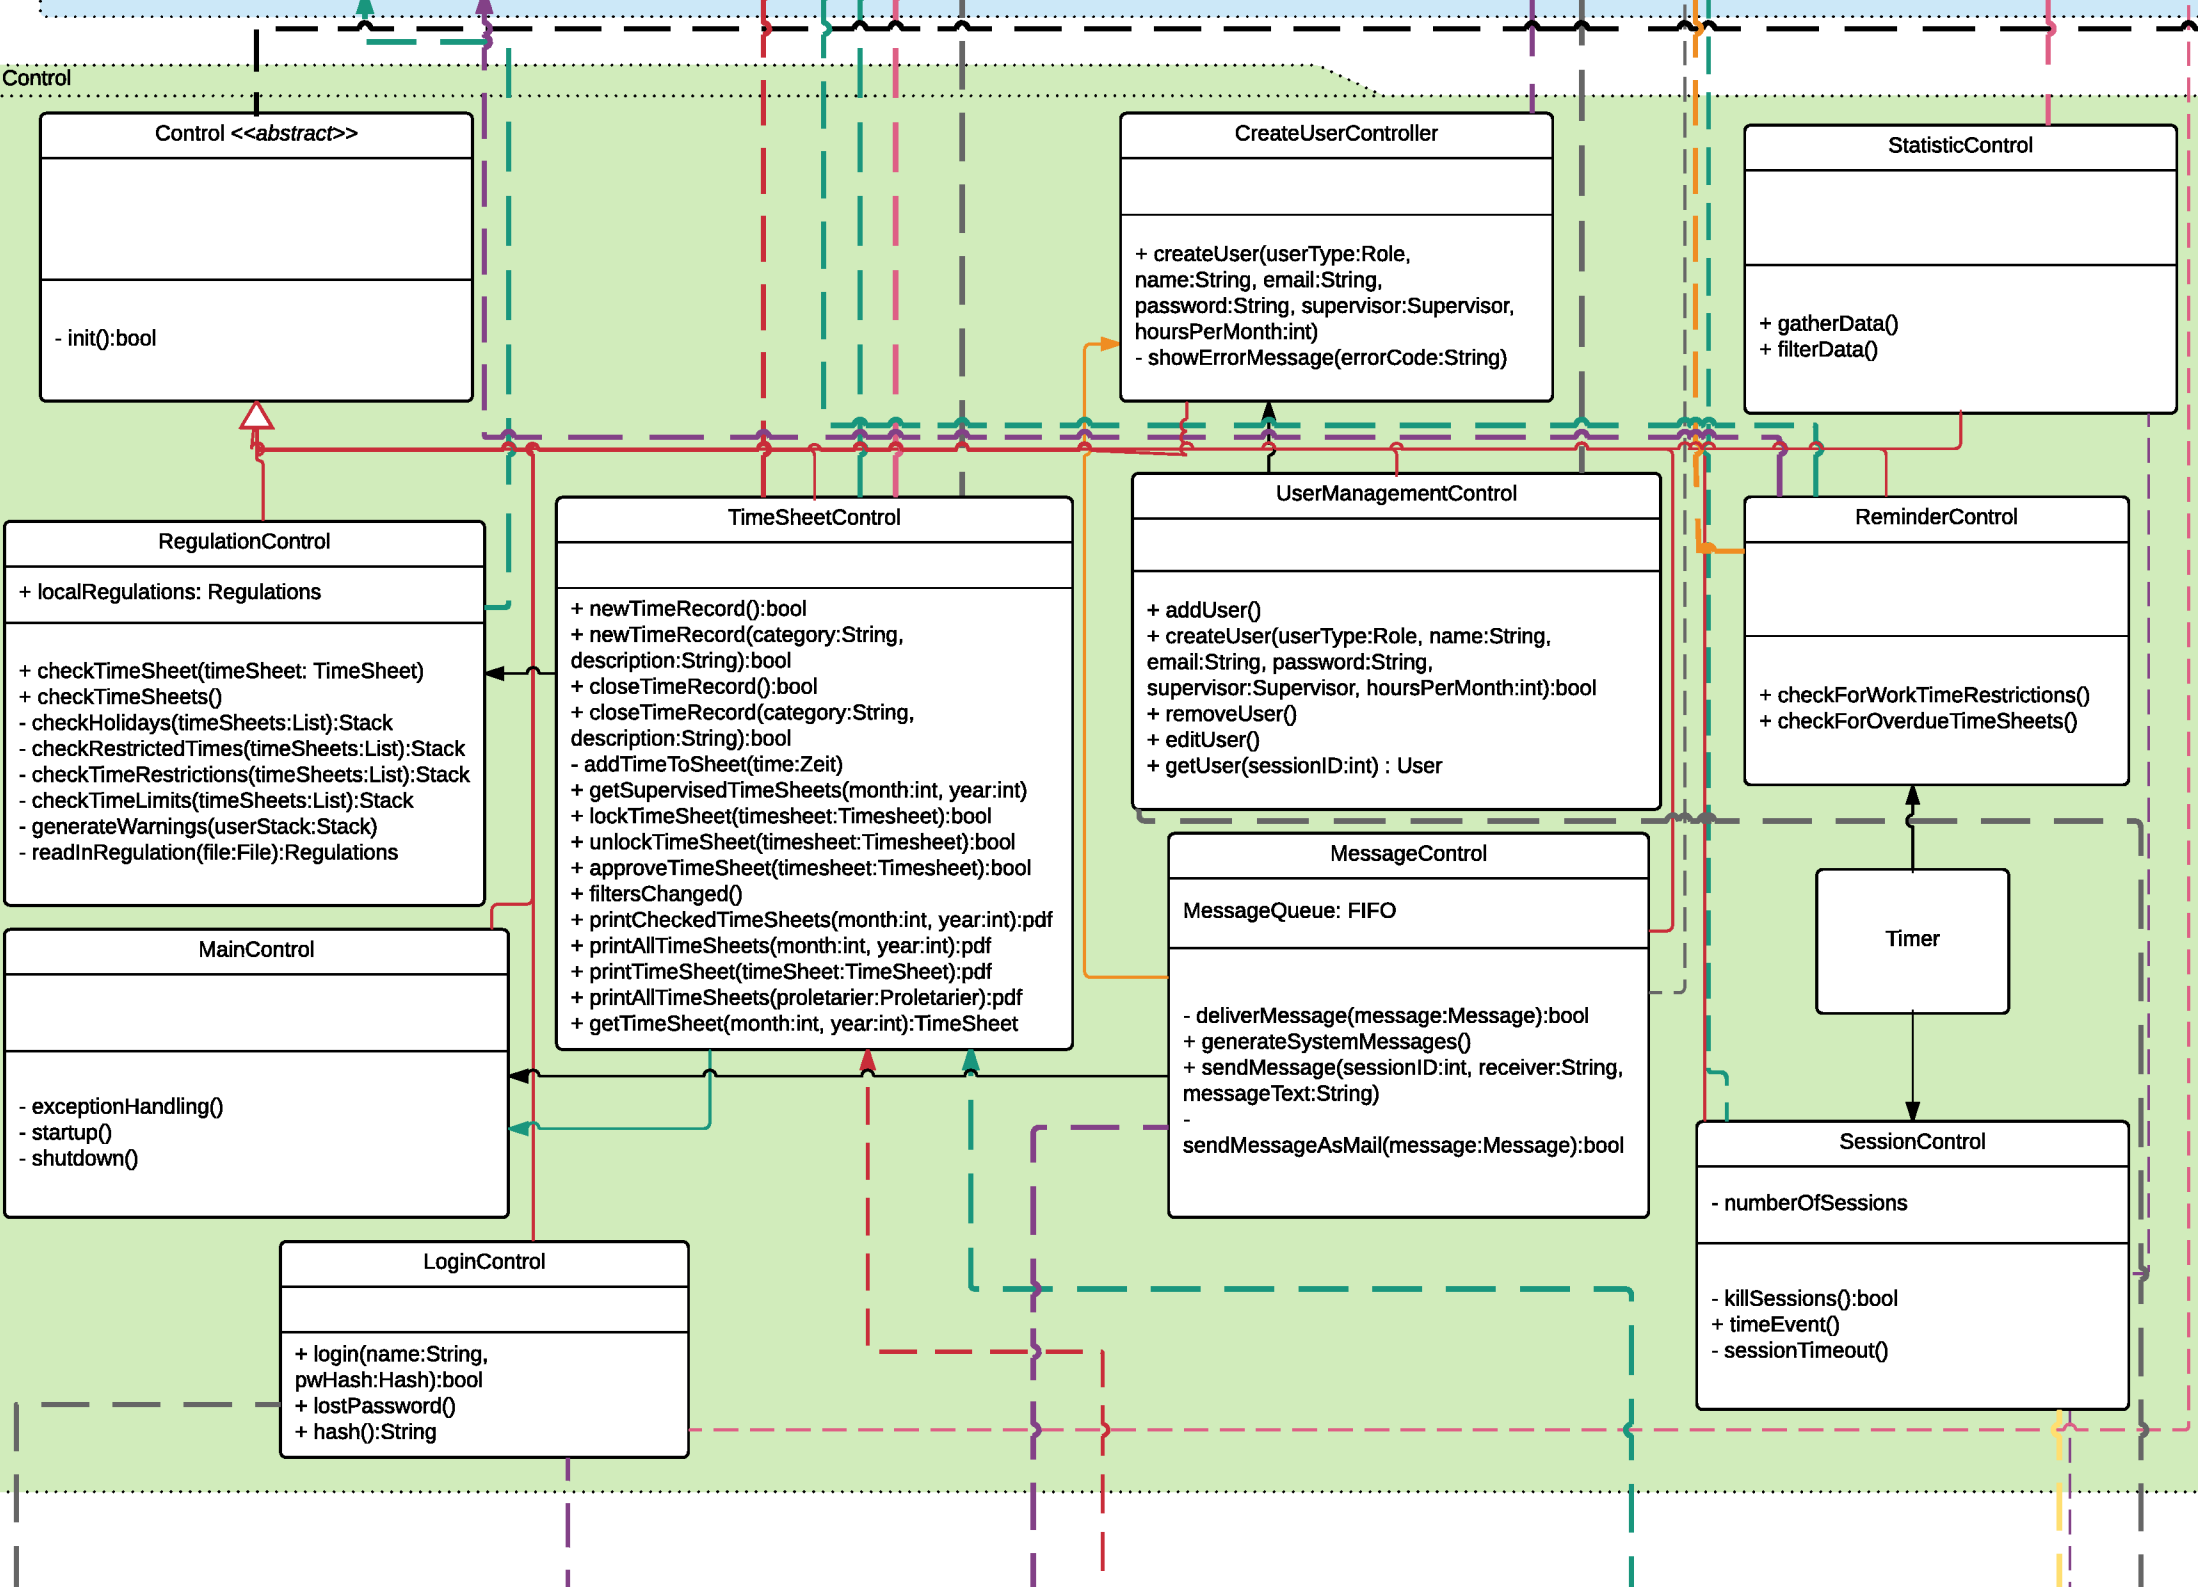 Control
Control <<abstract>>
- init():bool
CreateUserController
+ createUser(userType:Role,
name:String, email:String,
password:String, supervisor:Supervisor,
hoursPerMonth:int)
- showErrorMessage(errorCode:String)
StatisticControl
+ gatherData()
+ filterData()
RegulationControl
+ localRegulations: Regulations
+ checkTimeSheet(timeSheet: TimeSheet)
+ checkTimeSheets()
- checkHolidays(timeSheets:List):Stack
- checkRestrictedTimes(timeSheets:List):Stack
- checkTimeRestrictions(timeSheets:List):Stack
- checkTimeLimits(timeSheets:List):Stack
- generateWarnings(userStack:Stack)
- readInRegulation(file:File):Regulations
TimeSheetControl
+ newTimeRecord():bool
+ newTimeRecord(category:String,
description:String):bool
+ closeTimeRecord():bool
+ closeTimeRecord(category:String,
description:String):bool
- addTimeToSheet(time:Zeit)
+ getSupervisedTimeSheets(month:int, year:int)
+ lockTimeSheet(timesheet:Timesheet):bool
+ unlockTimeSheet(timesheet:Timesheet):bool
+ approveTimeSheet(timesheet:Timesheet):bool
+ filtersChanged()
+ printCheckedTimeSheets(month:int, year:int):pdf
+ printAllTimeSheets(month:int, year:int):pdf
+ printTimeSheet(timeSheet:TimeSheet):pdf
+ printAllTimeSheets(proletarier:Proletarier):pdf
+ getTimeSheet(month:int, year:int):TimeSheet
UserManagementControl
+ addUser()
+ createUser(userType:Role, name:String,
email:String, password:String,
supervisor:Supervisor, hoursPerMonth:int):bool
+ removeUser()
+ editUser()
+ getUser(sessionID:int) : User
ReminderControl
+ checkForWorkTimeRestrictions()
+ checkForOverdueTimeSheets()
MessageControl
MessageQueue: FIFO
- deliverMessage(message:Message):bool
+ generateSystemMessages()
+ sendMessage(sessionID:int, receiver:String,
messageText:String)
-
sendMessageAsMail(message:Message):bool
Timer
MainControl
- exceptionHandling()
- startup()
- shutdown()
SessionControl
- numberOfSessions
- killSessions():bool
+ timeEvent()
- sessionTimeout()
LoginControl
+ login(name:String,
pwHash:Hash):bool
+ lostPassword()
+ hash():String